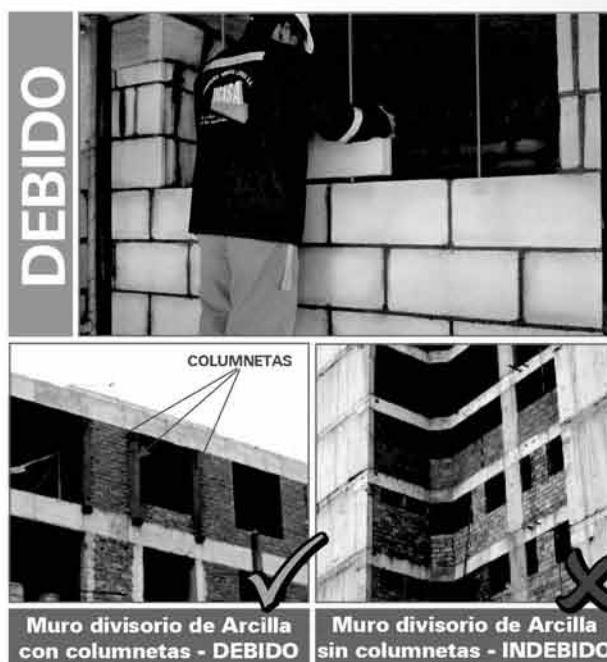 DEBIDO
COLUMNETAS
Muro divisorio de Arcilla
con columnetas - DEBIDO
Muro divisorio de Arcilla
sin columnetas - INDEBIDO